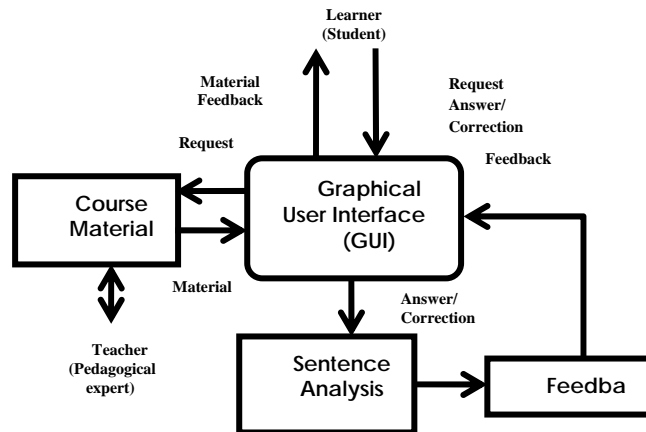 Learner
(Student)
Material
Feedback
Request
Answer/
Correction
Request
Feedback
Graphical
User Interface
(GUI)
Course
Material
Material
Answer/
Correction
Teacher
(Pedagogical
expert)
Sentence
Analysis
Feedba